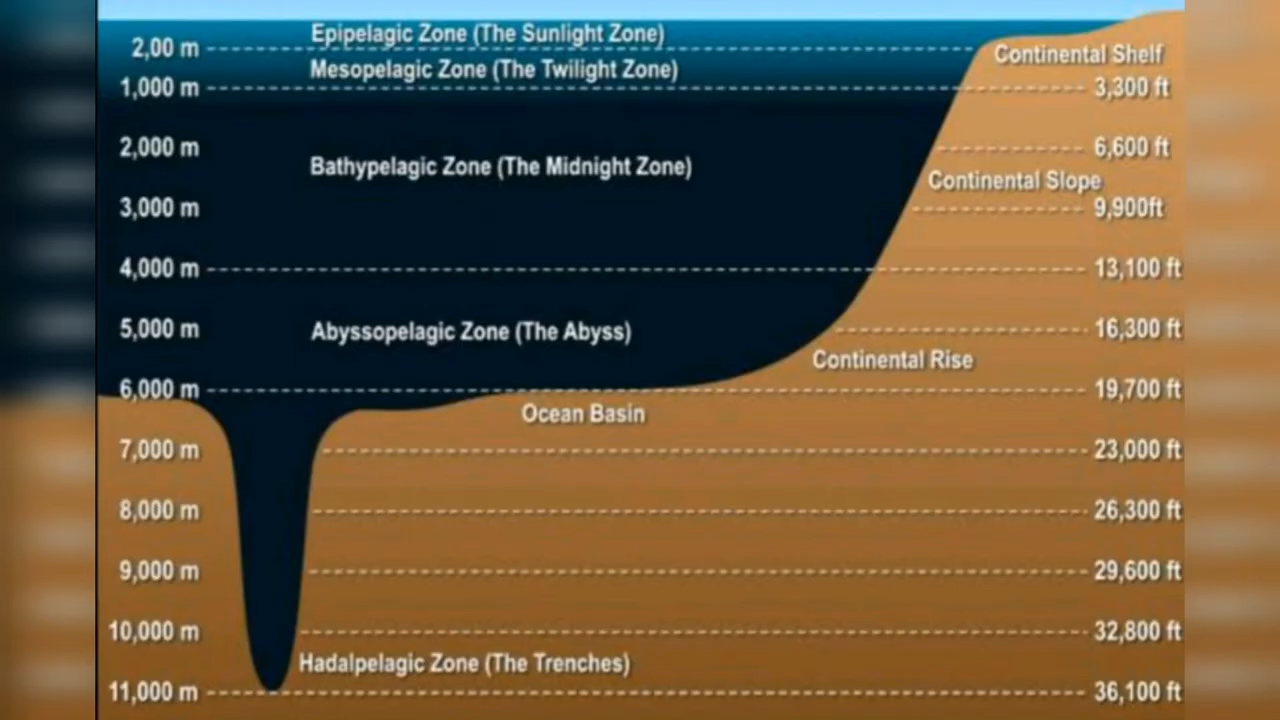 Epipelagic Zone (The Sunlight Zone)
2,00 m
Continental Shelf
Mesopelagic Zone (The Twilight Zone)
1,000 m
3,300 ft
2,000 m
6,600 ft
Bathypelagic Zone (The Midnight Zone)
Continental Slope
3,000 m
9,900ft
4,000 m
13,100 ft
5,000 m
Abyssopelagic Zone (The Abyss)
16,300 ft
Continental Rise
6,000 m
19,700 ft
Ocean Basin
7,000 m
23,000 ft
8,000 m
26,300 ft
9,000 m
29,600 ft
10,000 m
32,800 ft
Hadalpelagic Zone (The Trenches)
11,000 m
36,100 ft